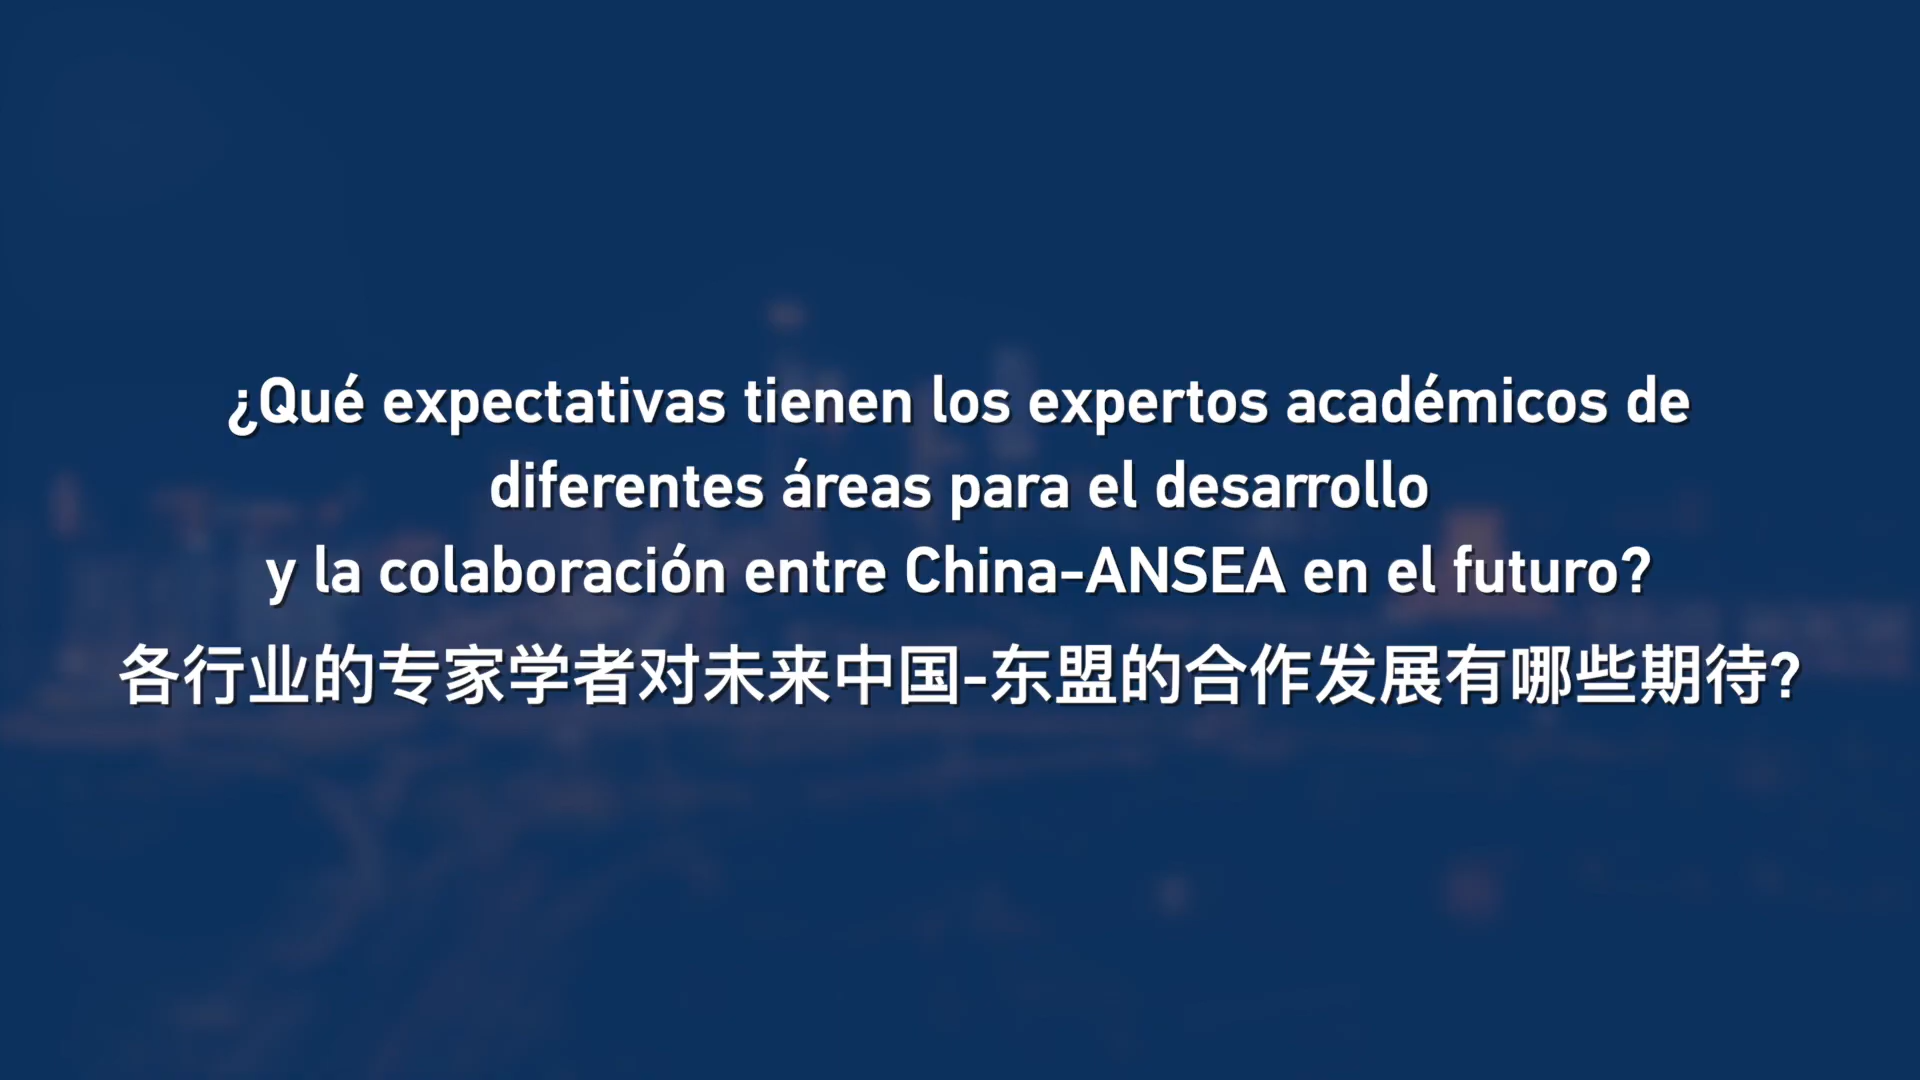 ¿Qué expectativas tienen los expertos académicos de
diferentes áreas para el desarrollo
y la colaboración entre China-ANSEA en el futuro?
各行业的专家学者对未来中国-东盟的合作发展有哪些期待?